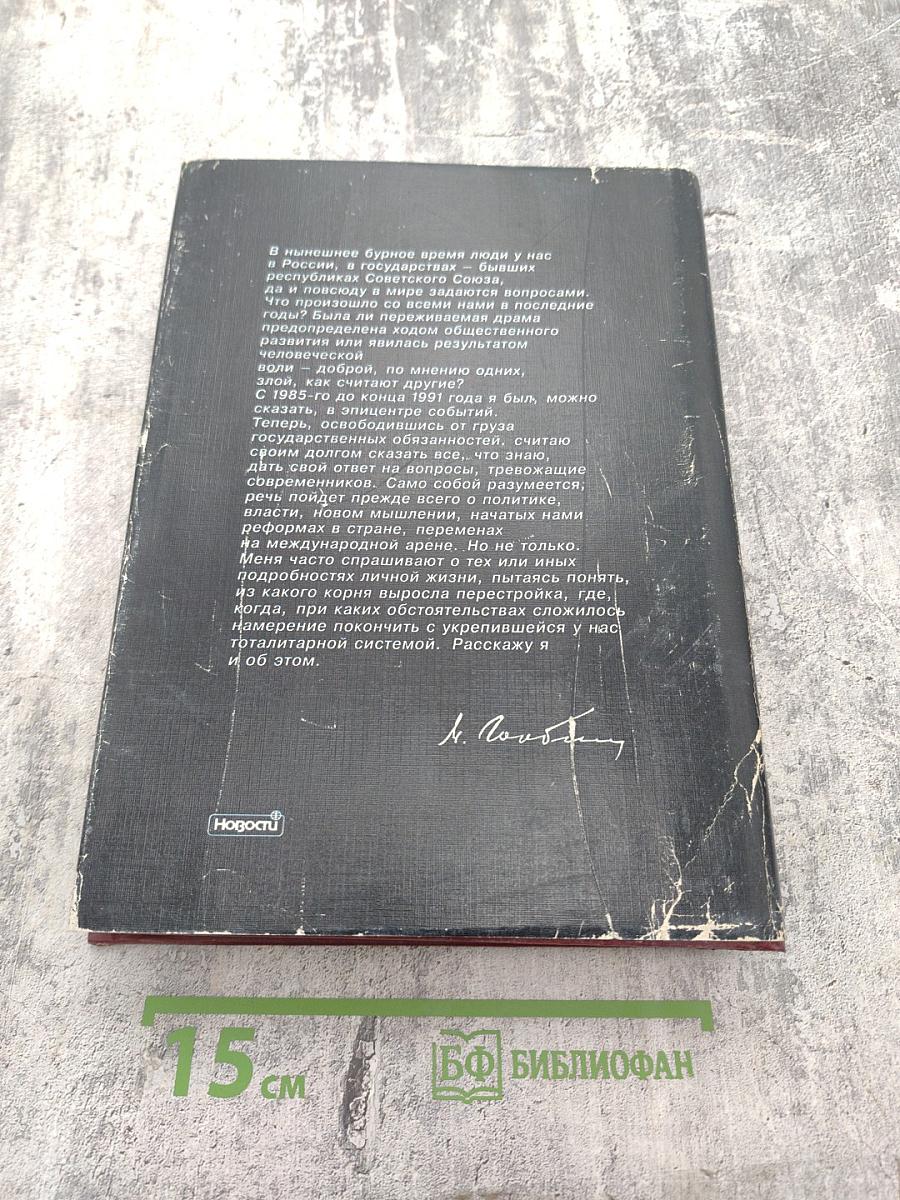 В нынешнее бурное время люди у нас
в России, в государствах – бывших
республиках Советского Союза,
да и повсюду в мире задаются вопросами.
Что произошло со всеми нами в последние
годы? Была ли переживаемая драма
предопределена ходом общественного
развития или явилась результатом
человеческой
воли – доброй, по мнению одних,
злой, как считают другие?
С 1985-го до конца 1991 года я был, можно
сказать, в эпицентре событий.
Теперь, освободившись от груза
государственных обязанностей, считаю
своим долгом сказать все, что знаю,
дать свой ответ на вопросы, тревожащие
современников. Само собой разумеется,
речь пойдет прежде всего о политике,
власти, новом мышлении, начатых нами
реформах в стране, переменах
на международной арене. Но не только.
Меня часто спрашивают о тех или иных
подробностях личной жизни, пытаясь понять,
из какого корня выросла перестройка, где,
когда, при каких обстоятельствах сложилось
намерение покончить с укрепившейся у нас
тоталитарной системой. Расскажу я
и об этом.
Новости
15 см
БФ БИБЛИОФАН